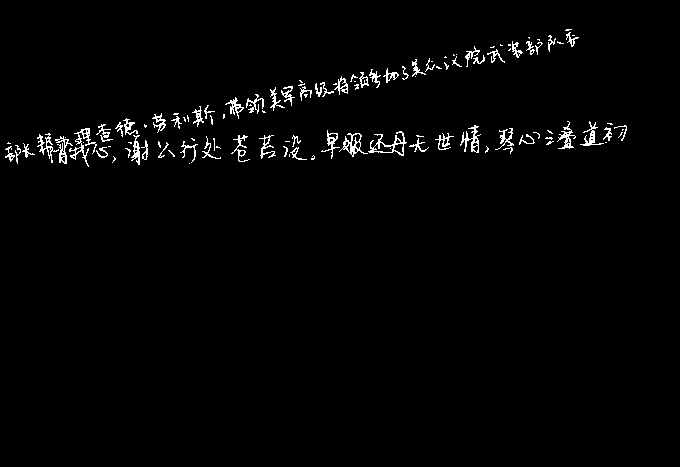 部长帮理查德·劳利斯,带领美军高级将领参加了美众议院武装部队委
清我心,谢公行处苍苔没。早服还丹无世情,琴心三叠道初